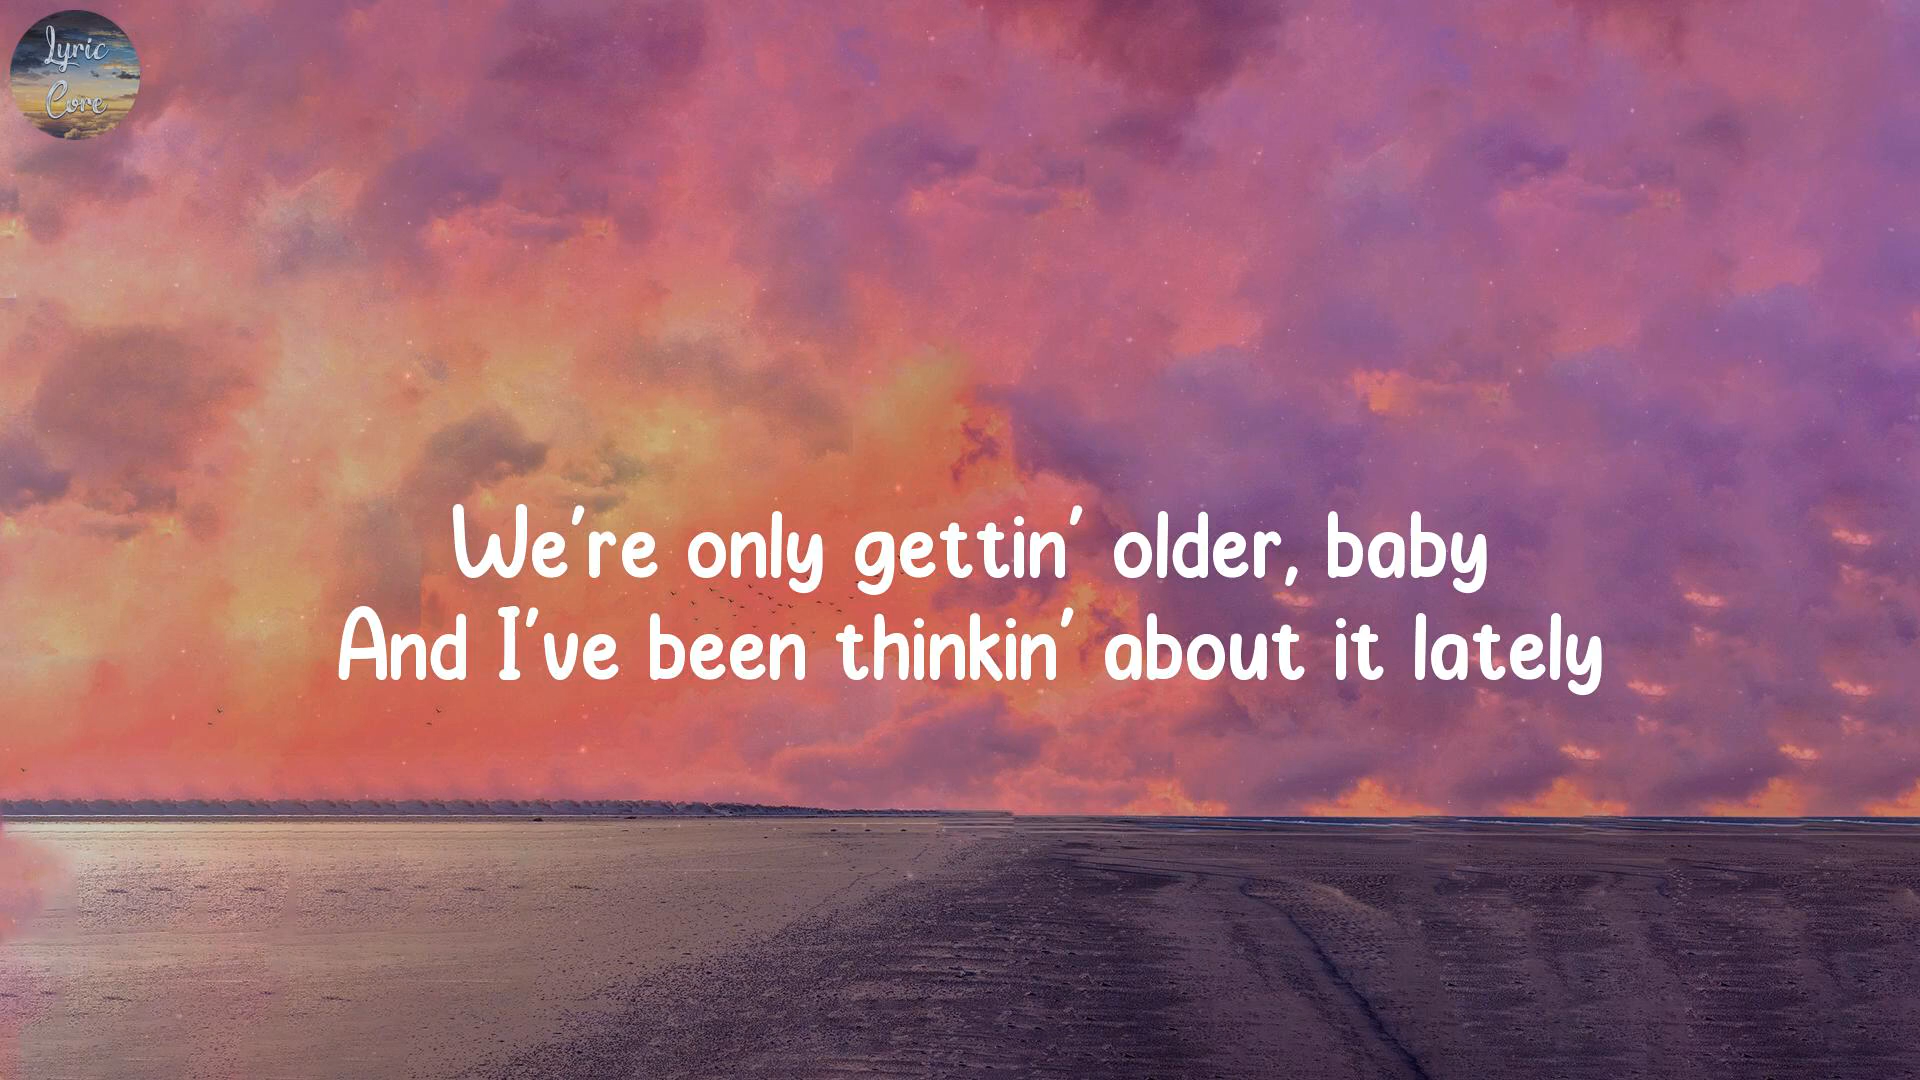 Lyric
Core
We're only gettin' older, baby
And I've been thinkin' about it lately